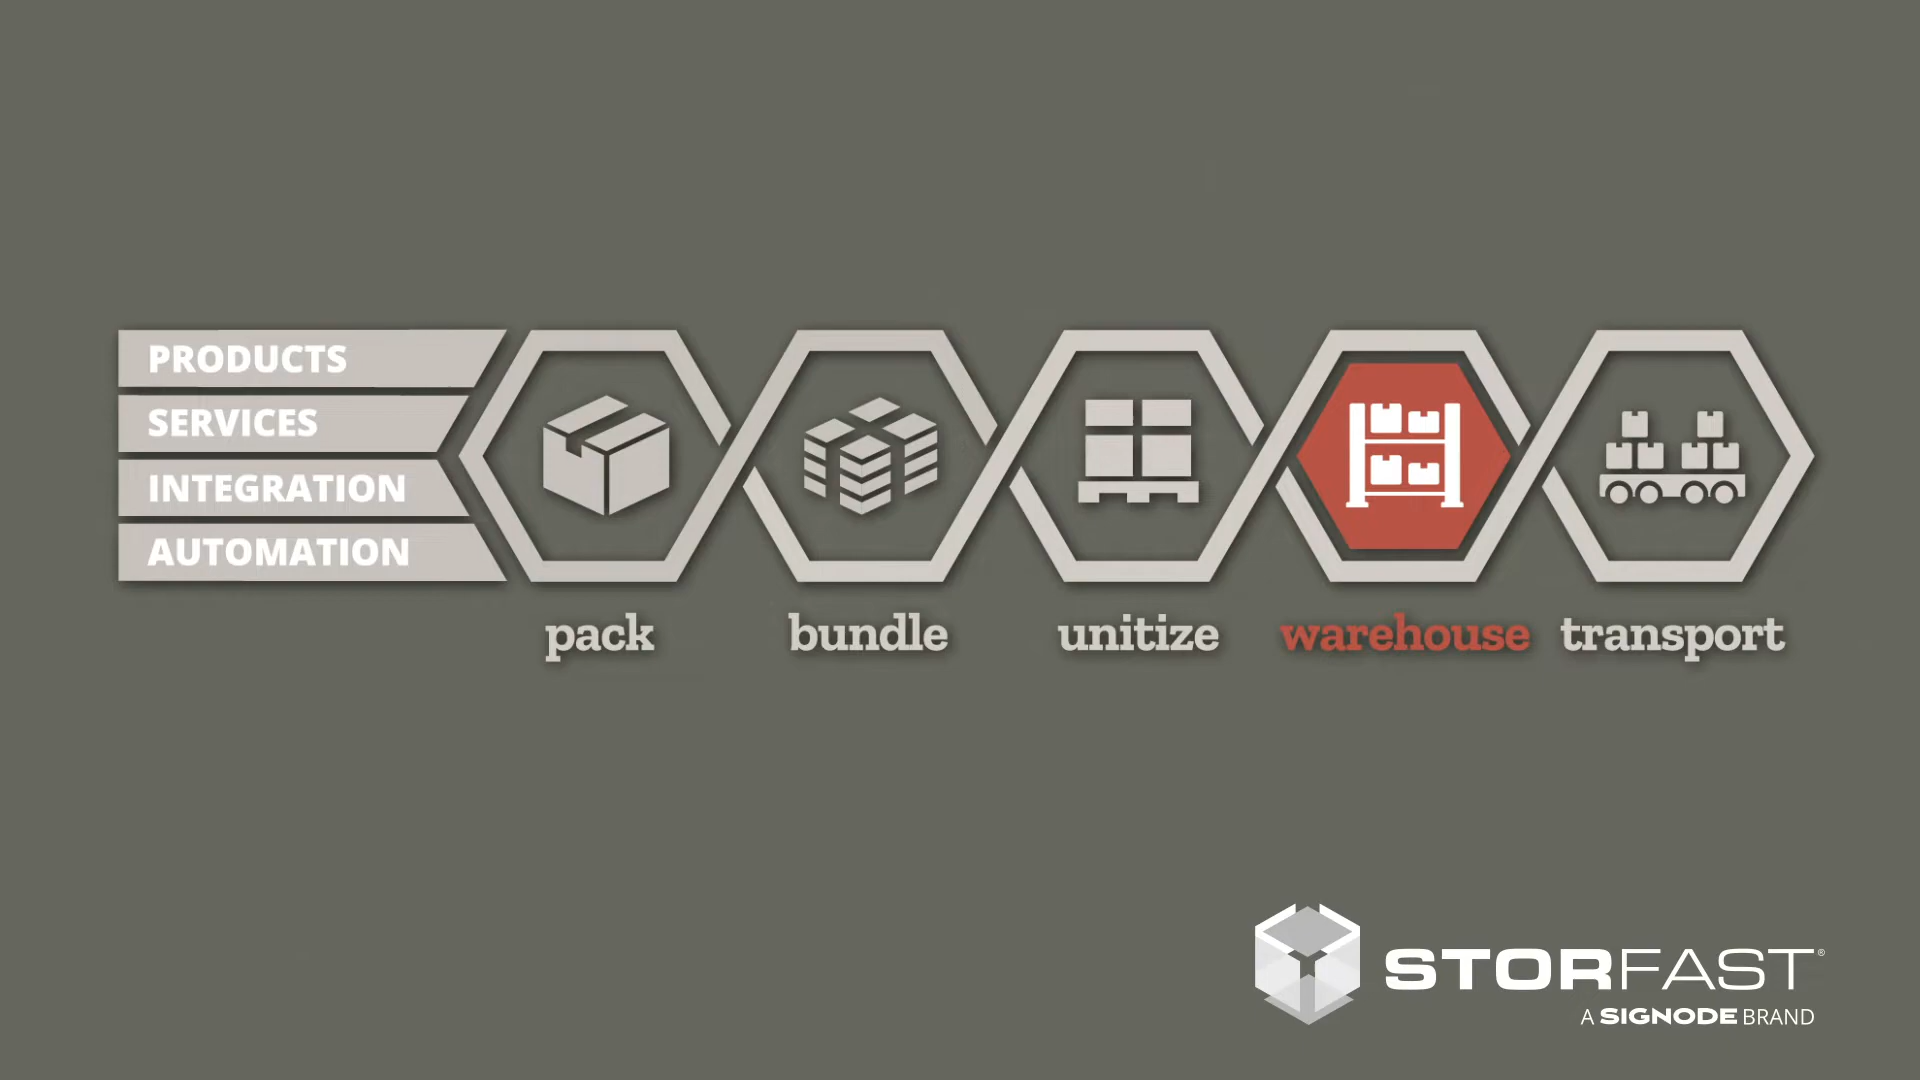 PRODUCTS
SERVICES
INTEGRATION
AUTOMATION
pack bundle unitize warehouse transport
STORFAST®
A SIGNODE BRAND